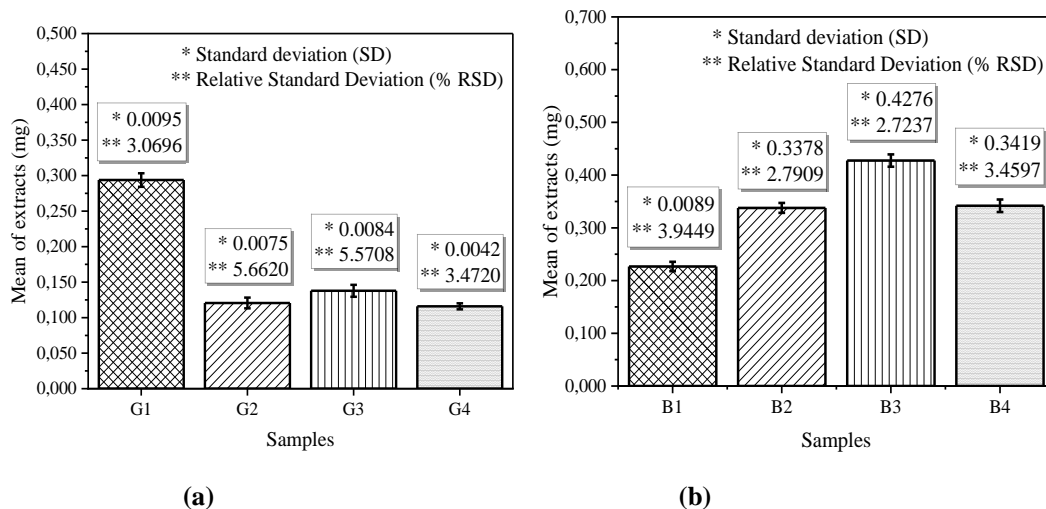 0,500
0,450
0,400
0,350
0,300
0,250
0,200
0,150
0,100
0,050
0,000
Mean of extracts (mg)
* Standard deviation (SD)
** Relative Standard Deviation (% RSD)
* 0.0095
** 3.0696
* 0.0075
** 5.6620
* 0.0084
** 5.5708
* 0.0042
** 3.4720
G1 G2 G3 G4
Samples
(a)
0,700
0,600
0,500
0,400
0,300
0,200
0,100
0,000
Mean of extracts (mg)
* Standard deviation (SD)
** Relative Standard Deviation (% RSD)
* 0.0089
** 3.9449
* 0.3378
** 2.7909
* 0.4276
** 2.7237
* 0.3419
** 3.4597
B1 B2 B3 B4
Samples
(b)